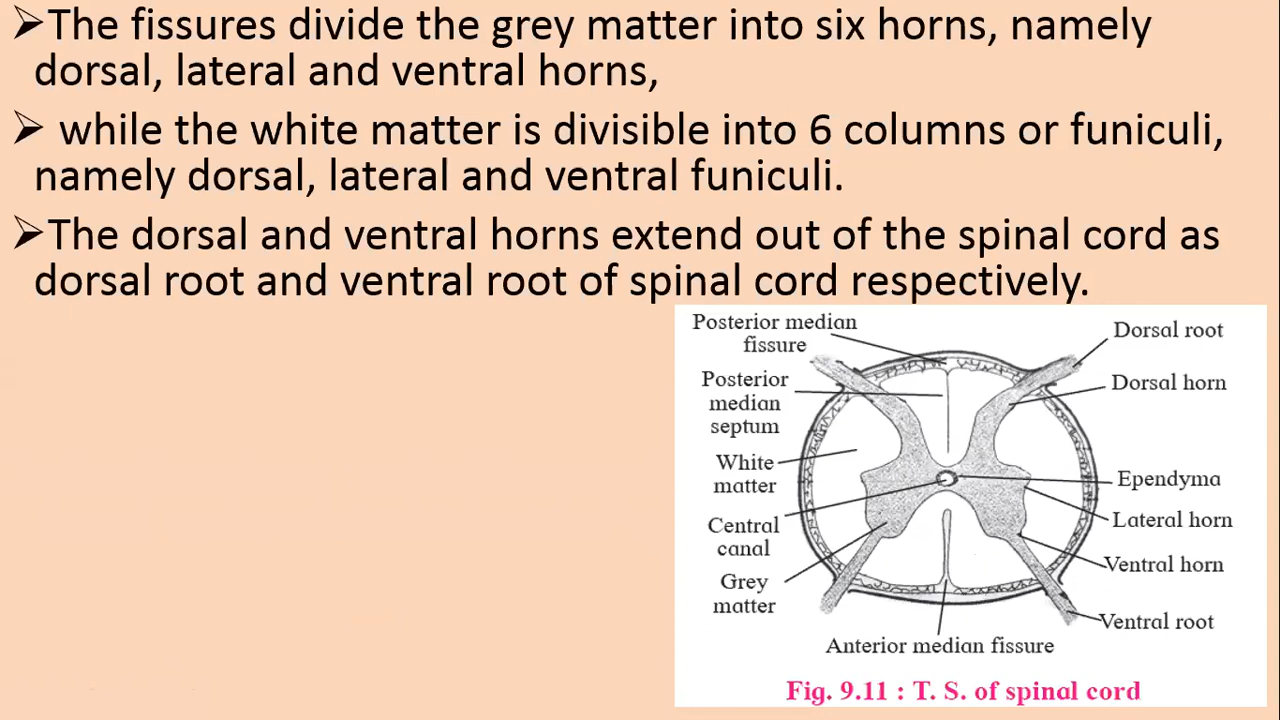 ➢The fissures divide the grey matter into six horns, namely
dorsal, lateral and ventral horns,
➢ while the white matter is divisible into 6 columns or funiculi,
namely dorsal, lateral and ventral funiculi.
➢The dorsal and ventral horns extend out of the spinal cord as
dorsal root and ventral root of spinal cord respectively.
Posterior median
fissure
Posterior
median
septum
White
matter
Central
canal
Grey
matter
Dorsal root
Dorsal horn
Ependyma
Lateral horn
Ventral horn
Ventral root
Anterior median fissure
Fig. 9.11 : T. S. of spinal cord